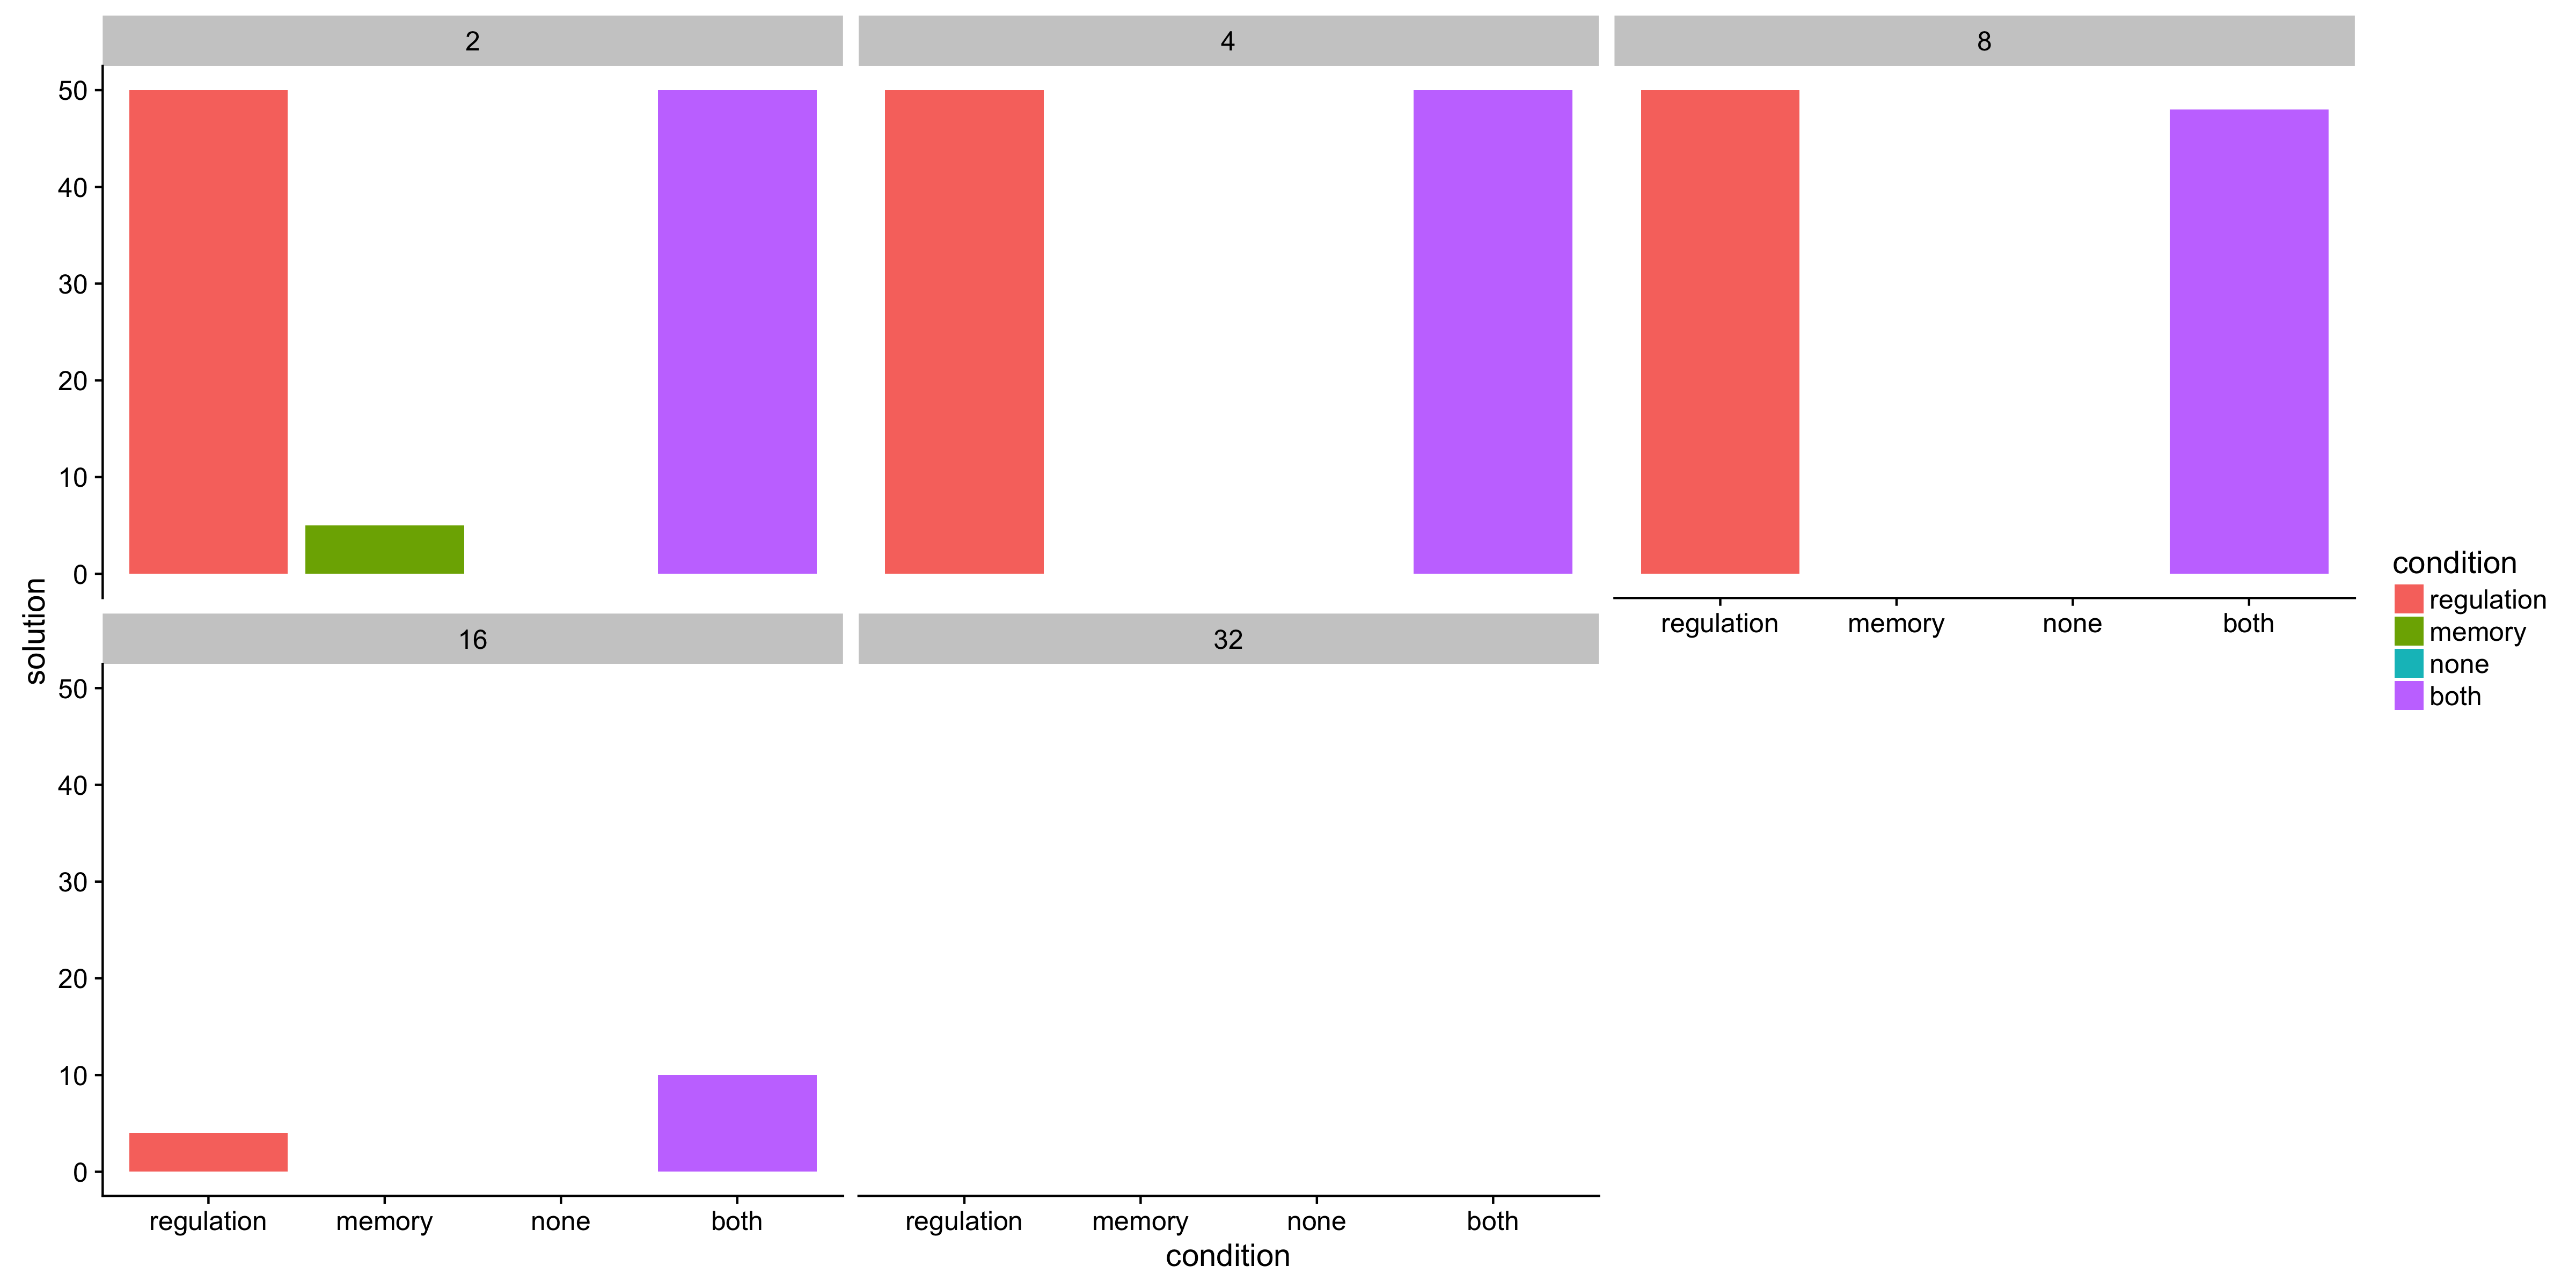 2 4 8
50
40
30
20
10
0
regulation memory none both
condition
regulation
memory
none
both
solution
16 32
50
40
30
20
10
0
regulation memory none both regulation memory none both
condition